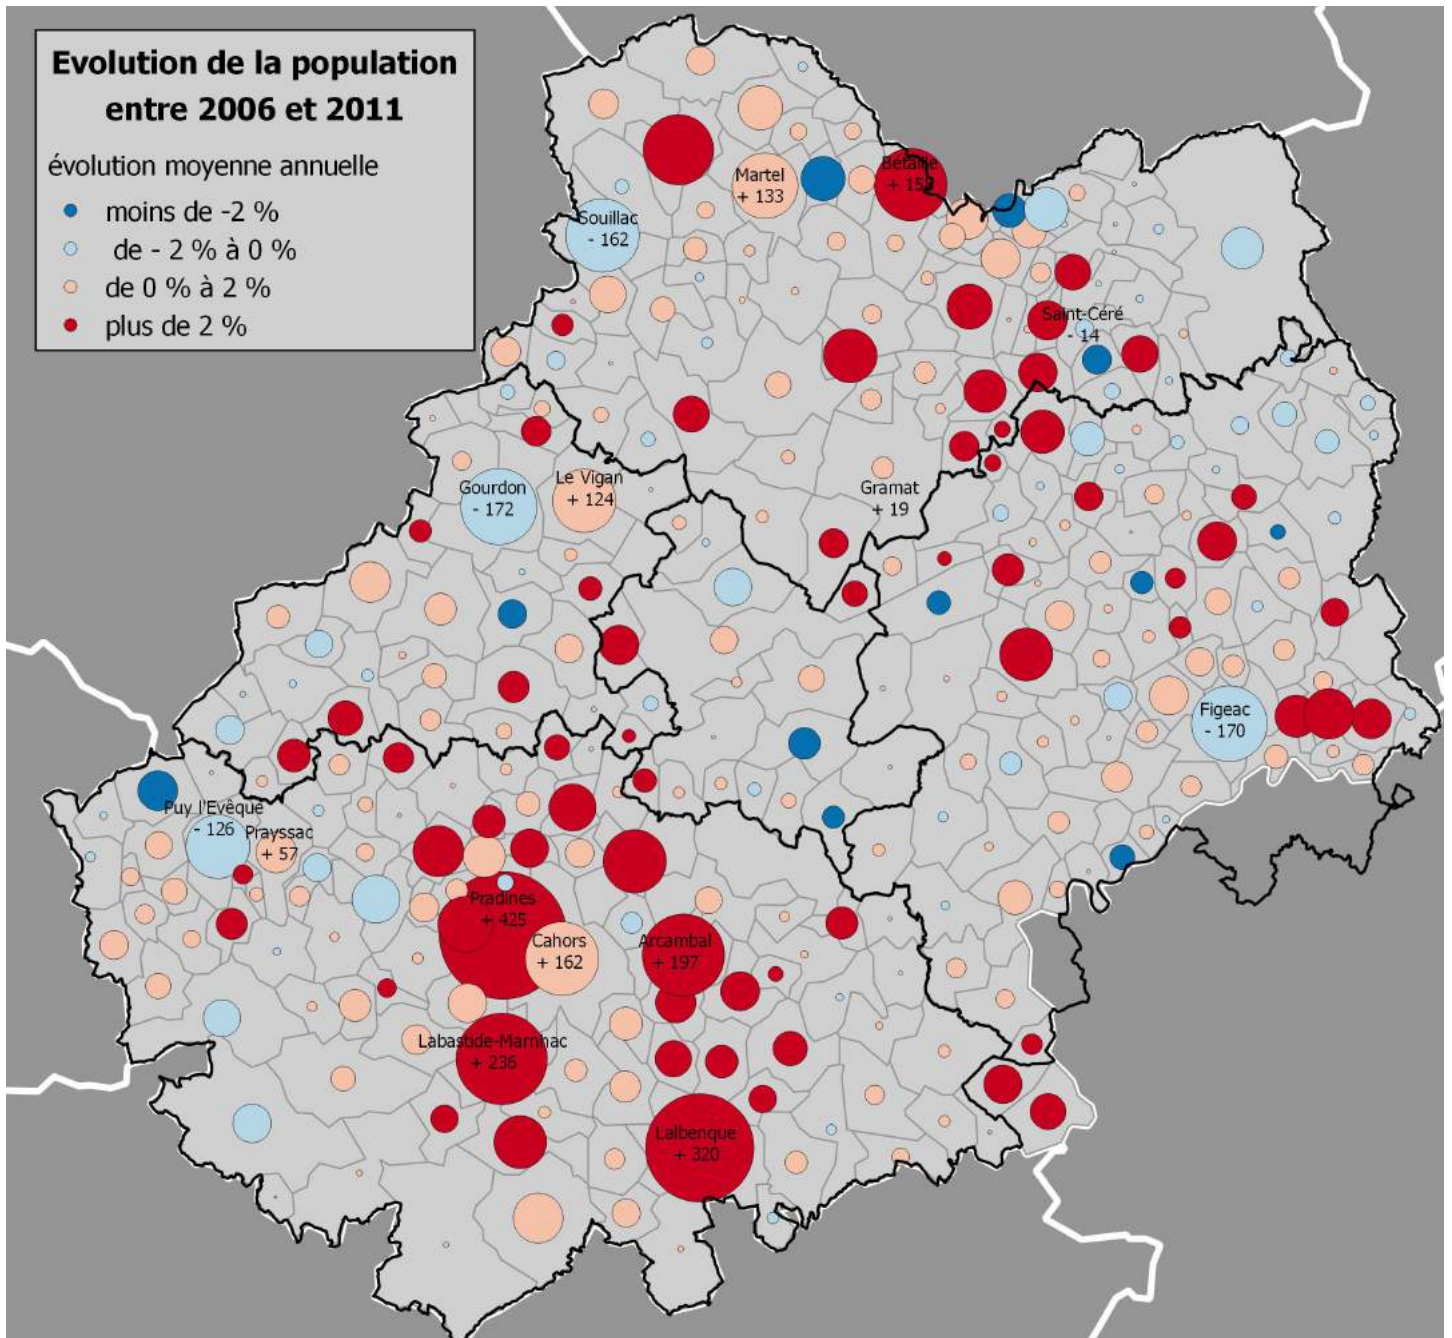 Evolution de la population
entre 2006 et 2011
évolution moyenne annuelle
moins de -2 %
de - 2 % à 0 %
de 0 % à 2 %
plus de 2 %
Martel
+ 133
Bétaille
Souillac
- 162
Saint-Céré
- 14
Le Vigan
+ 124
Gourdon
- 172
Gramat
+ 19
Figeac
- 170
Puy l'Evêque
- 126
Prayssac
+ 57
Pradines
+ 425
Cahors
+ 162
Arcambal
+ 197
Labastide-Marnhac
+ 236
Lalbenque
+ 320